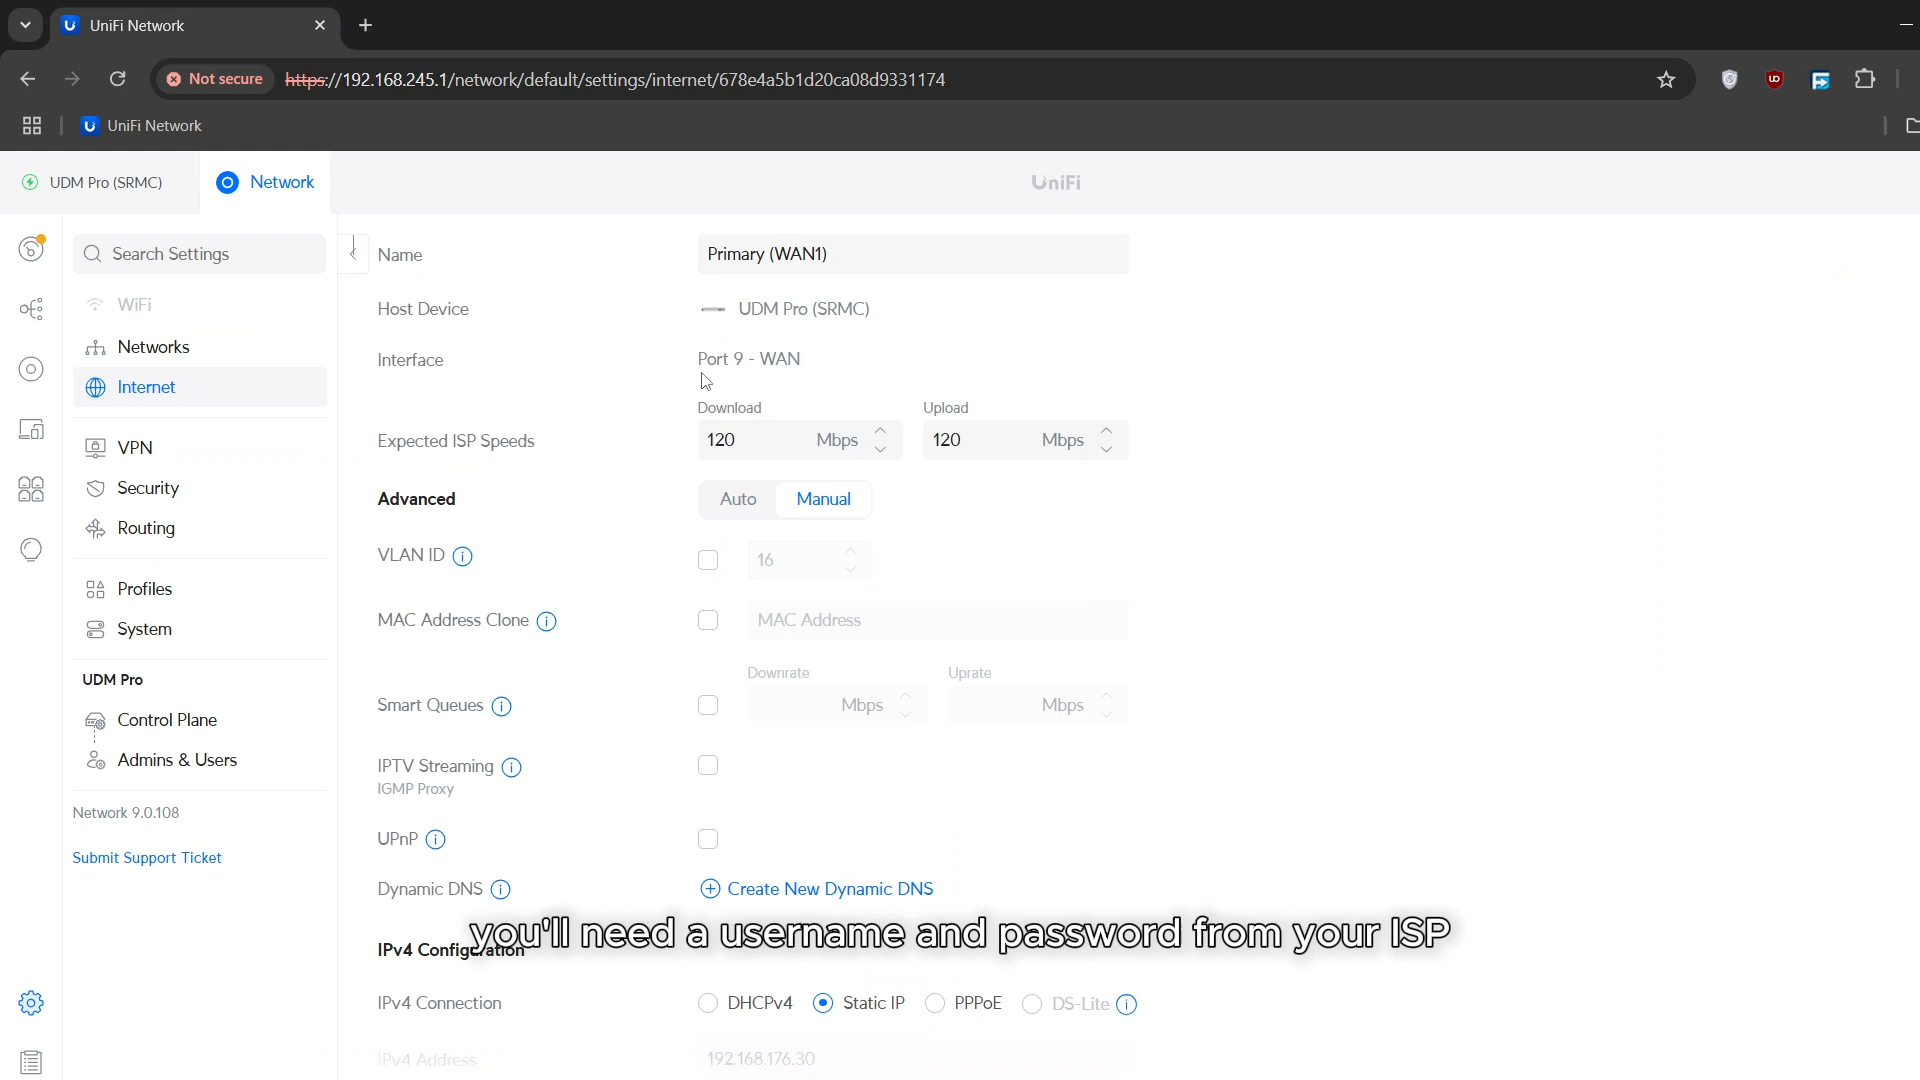 UniFi Network
Not secure https://192.168.245.1/network/default/settings/internet/678e4a5b1d20ca08d9331174
UniFi Network
UDM Pro (SRMC)
Network
UniFi
Search Settings
WiFi
Networks
Internet
VPN
Security
Routing
Profiles
System
UDM Pro
Control Plane
Admins & Users
Network 9.0.108
Submit Support Ticket
Name Primary (WAN1)
Host Device UDM Pro (SRMC)
Interface Port 9 - WAN
Download Upload
Expected ISP Speeds 120 Mbps 120 Mbps
Advanced Auto Manual
VLAN ID 16
MAC Address Clone MAC Address
Downrate Uprate
Smart Queues Mbps Mbps
IPTV Streaming
IGMP Proxy
UPnP
Dynamic DNS Create New Dynamic DNS
you'll need a username and password from your ISP
IPv4 Configuration
IPv4 Connection DHCPv4 Static IP PPPoE DS-Lite
IPv4 Address 192.168.176.30